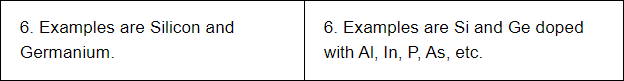 6. Examples are Silicon and
Germanium.
6. Examples are Si and Ge doped
with Al, In, P, As, etc.